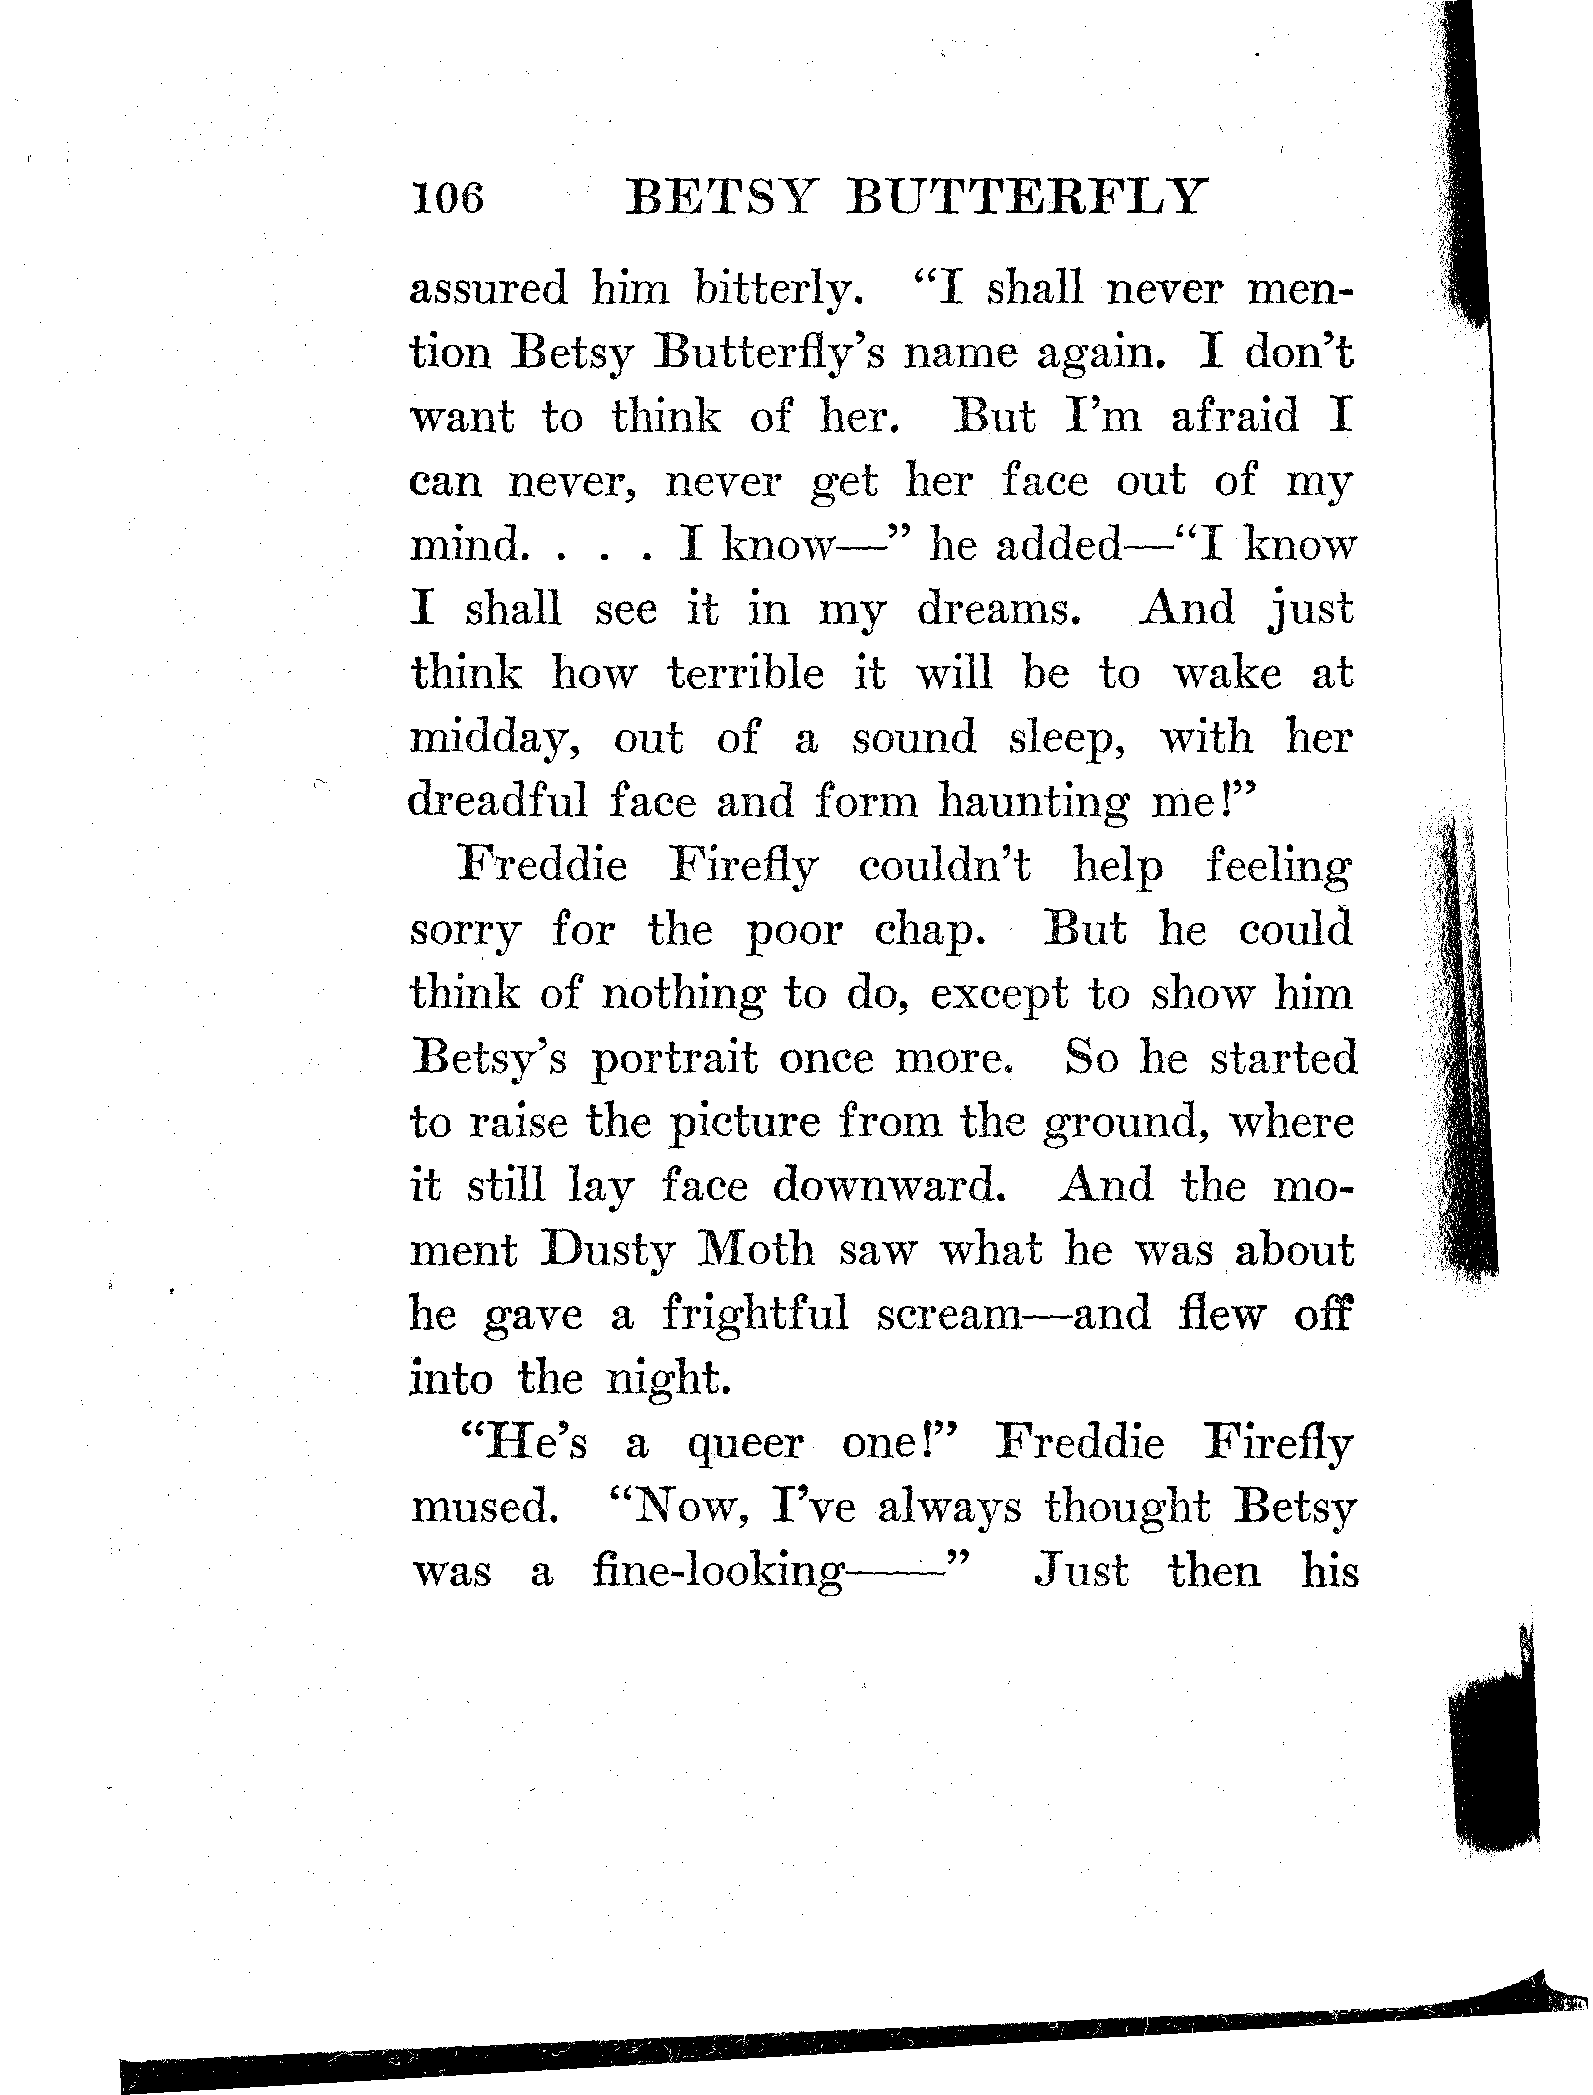 106 BETSY BUTTERFLY
assured him bitterly. “I shall never men-
tion Betsy Butterfly’s name again. I don’t
want to think of her. But I’m afraid I
can never, never get her face out of my
mind. . . . I know—” he added—“I know
I shall see it in my dreams. And just
think how terrible it will be to wake at
midday, out of a sound sleep, with her
dreadful face and form haunting me!”
Freddie Firefly couldn’t help feeling
sorry for the poor chap. But he could
think of nothing to do, except to show him
Betsy’s portrait once more. So he started
to raise the picture from the ground, where
it still lay face downward. And the mo-
ment Dusty Moth saw what he was about
he gave a frightful scream—and flew off
into the night.
“He’s a queer one!” Freddie Firefly
mused. “Now, I’ve always thought Betsy
was a fine-looking——” Just then his